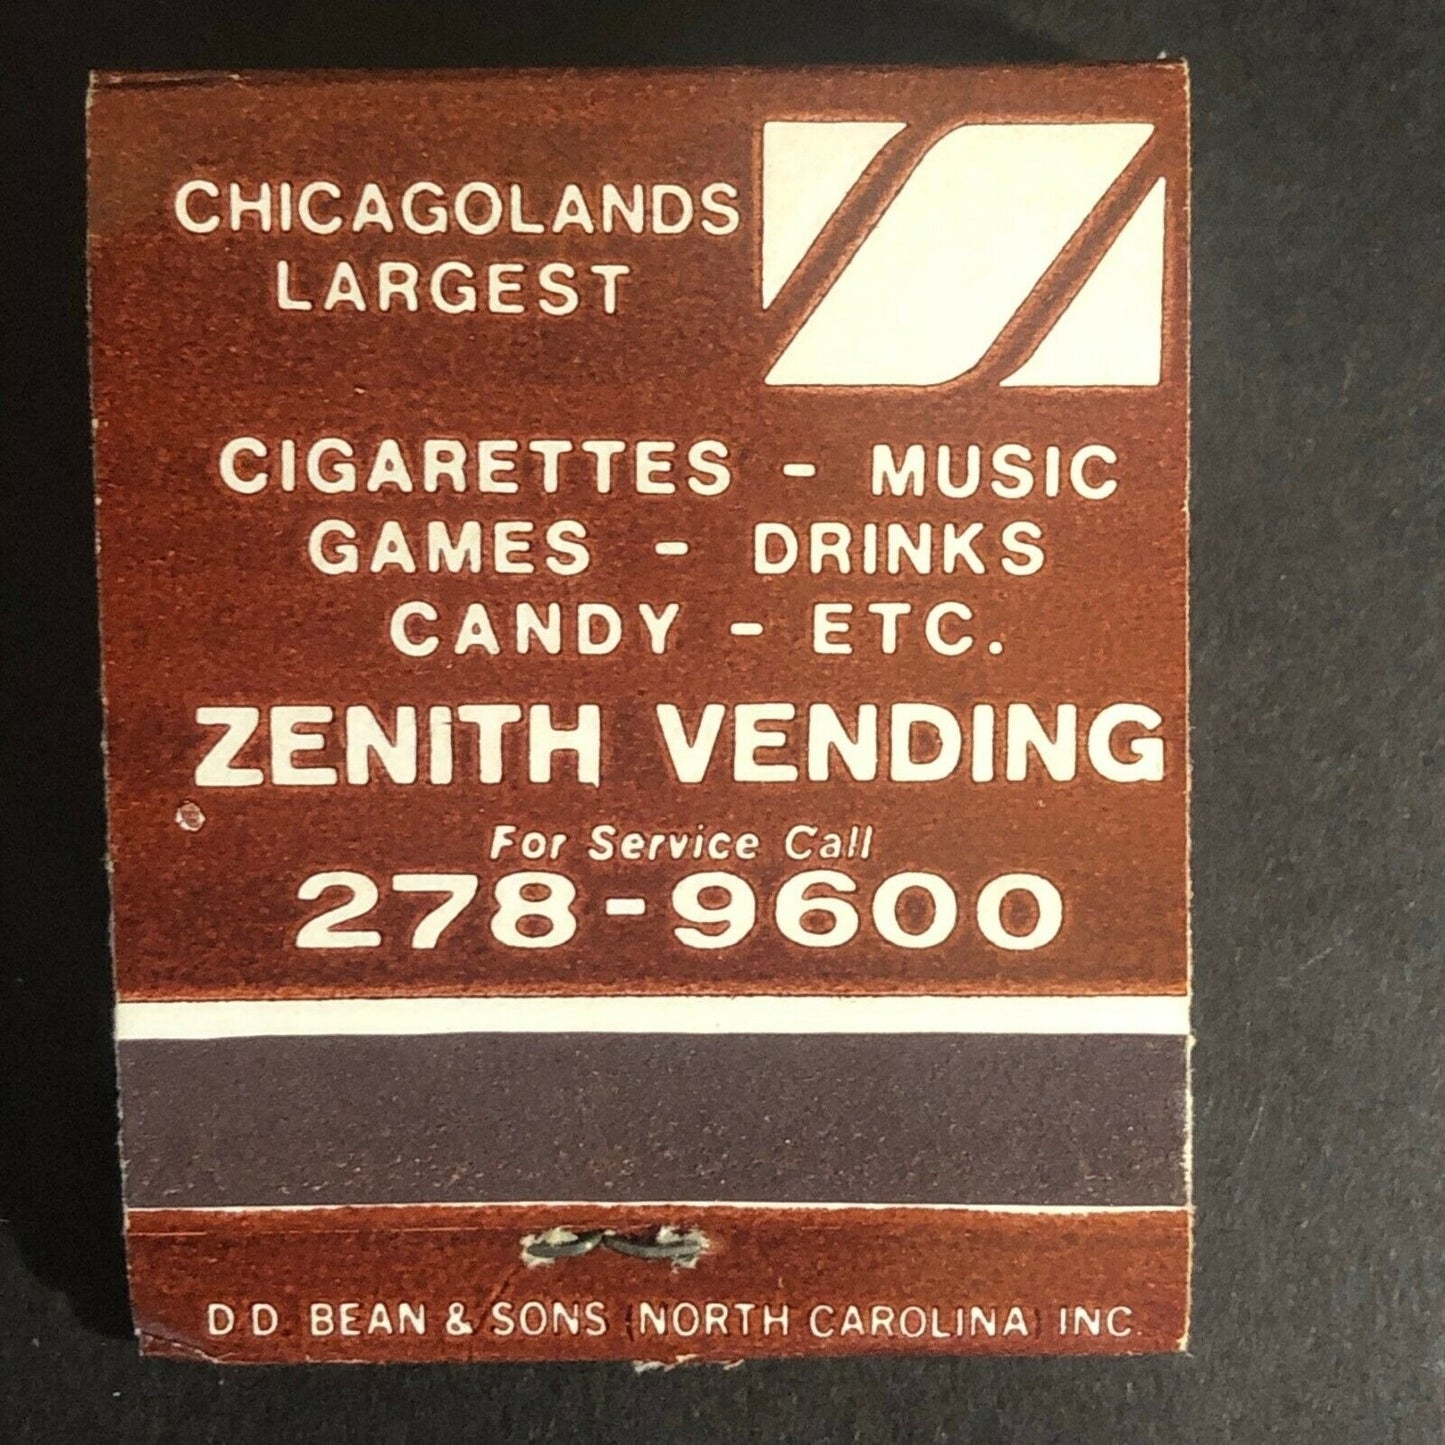 CHICAGOLANDS
LARGEST
CIGARETTES - MUSIC
GAMES - DRINKS
CANDY - ETC.
ZENITH VENDING
For Service Call
278-9600
D D BEAN & SONS (NORTH CAROLINA) INC.